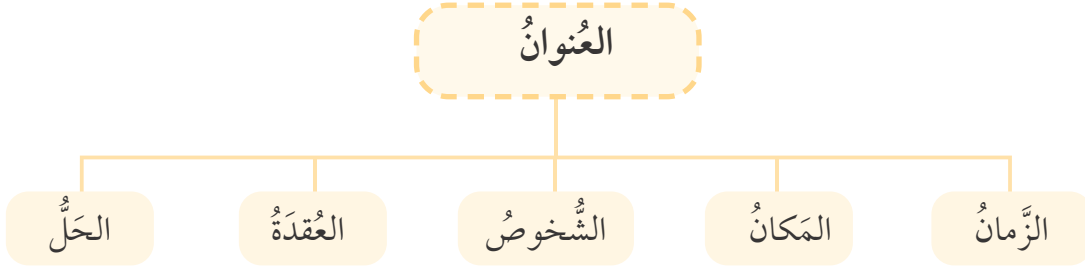 العُنوانُ
الزَّمانُ
المَكانُ
الشُّخوصُ
العُقدَةُ
الحَلُّ